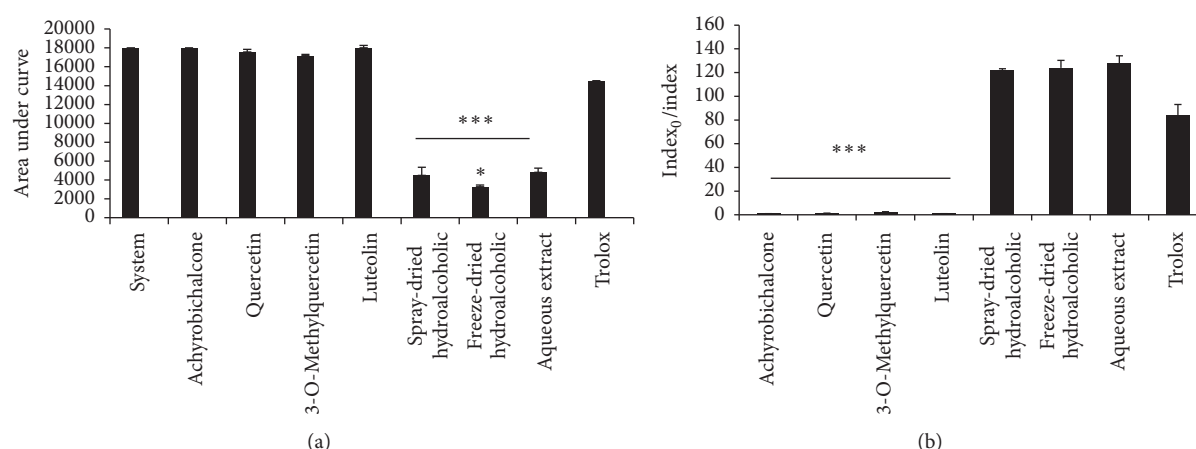 Area under curve
20000
18000
16000
14000
12000
10000
8000
6000
4000
2000
0
***
*
System
Achyrobichalcone
Quercetin
3-O-Methylquercetin
Luteolin
Spray-dried
hydroalcoholic
Freeze-dried
hydroalcoholic
Aqueous extract
Trolox
(a)
Index₀/index
160
140
120
100
80
60
40
20
0
***
Achyrobichalcone
Quercetin
3-O-Methylquercetin
Luteolin
Spray-dried
hydroalcoholic
Freeze-dried
hydroalcoholic
Aqueous extract
Trolox
(b)